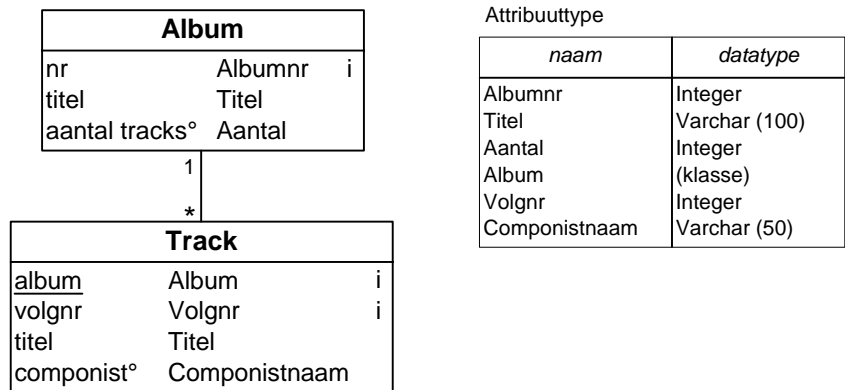 Album
nr Albumnr i
titel Titel
aantal tracks° Aantal
1
*
Track
album Album i
volgnr Volgnr i
titel Titel
componist° Componistnaam
Attribuuttype
naam datatype
Albumnr Integer
Titel Varchar (100)
Aantal Integer
Album (klasse)
Volgnr Integer
Componistnaam Varchar (50)